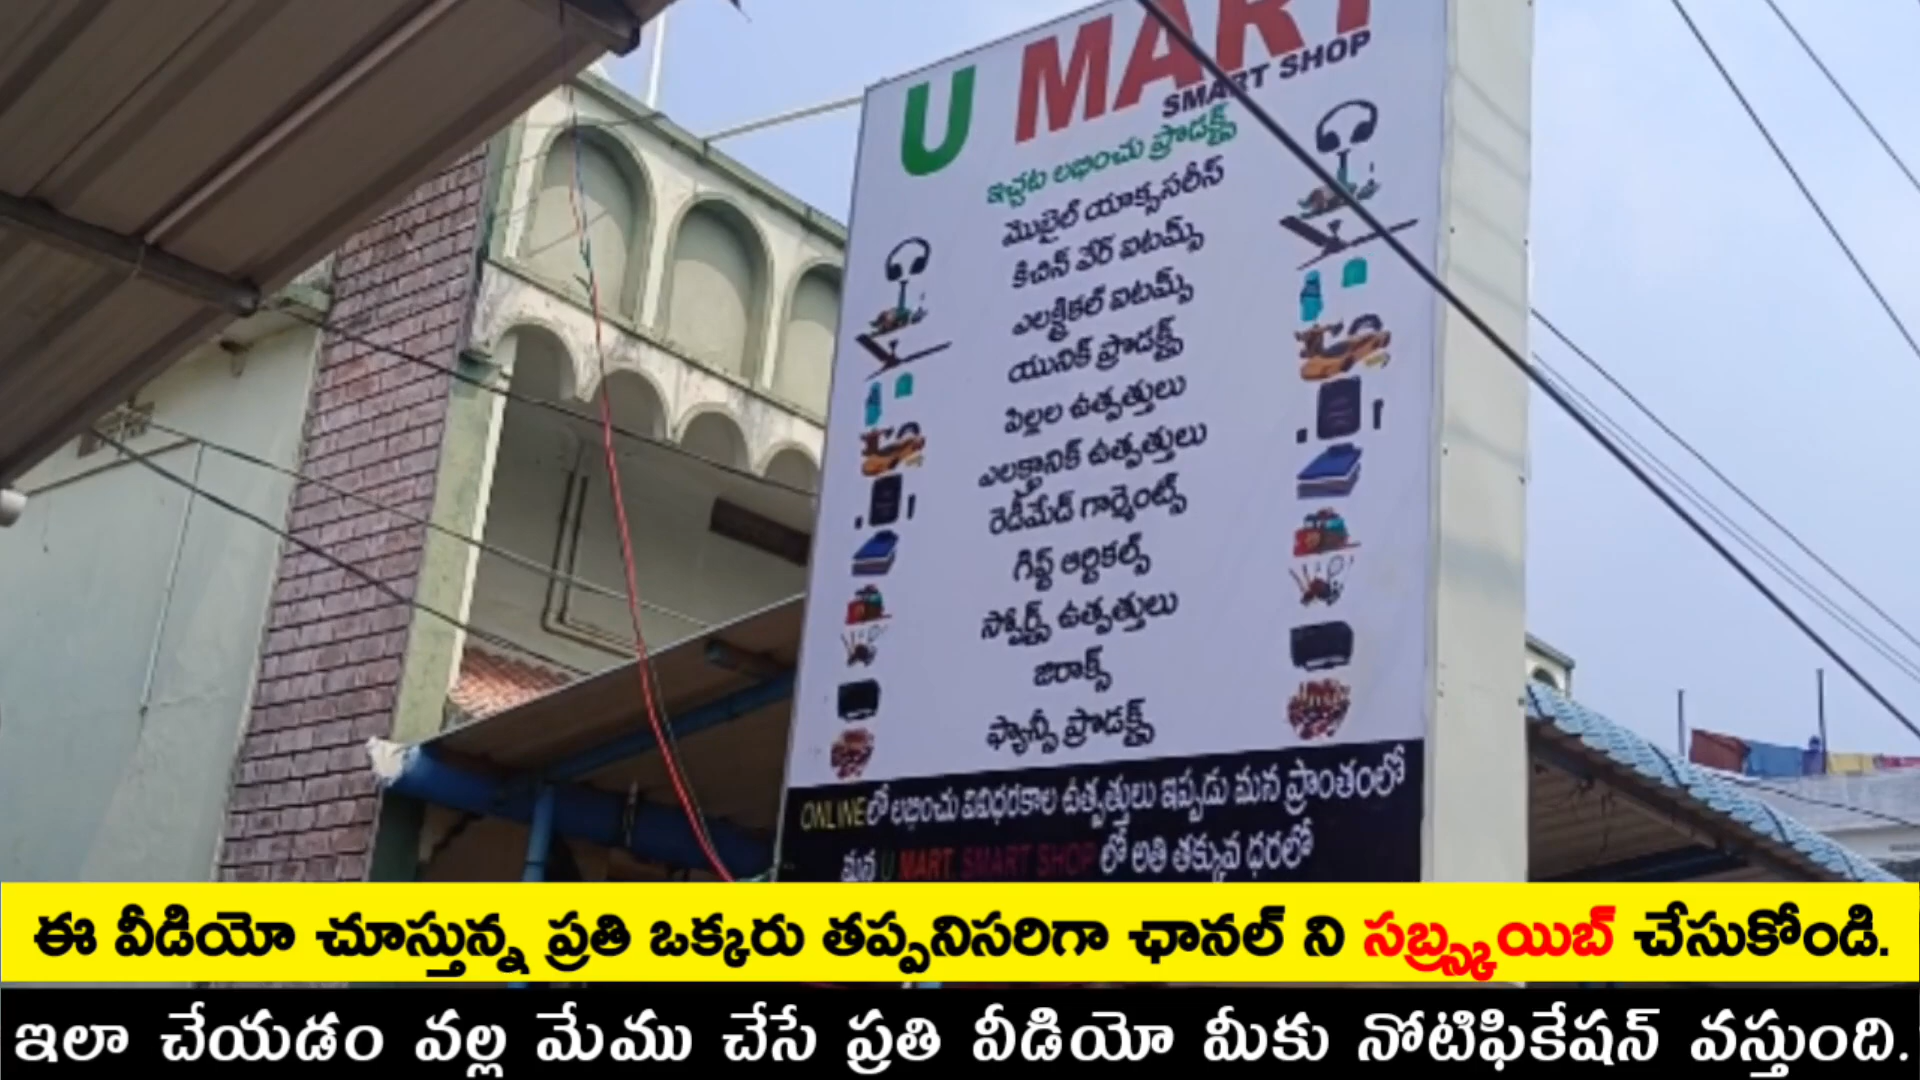 U MART
SMART SHOP
ఇచ్చట లభించు ప్రొడక్ట్స్
మొబైల్ యాక్ససరీస్
కిచిన్ వేర్ ఐటమ్స్
ఎలక్ట్రికల్ ఐటమ్స్
యునిక్ ప్రొడక్ట్స్
పిల్లల ఉత్పత్తులు
ఎలక్ట్రానిక్ ఉత్పత్తులు
రెడీమేడ్ గార్మెంట్స్
గిఫ్ట్ ఆర్టికల్స్
స్పోర్ట్స్ ఉత్పత్తులు
జిరాక్స్
ఫ్యాన్సీ ప్రొడక్ట్స్
ONLINEలో లభించు వివిధరకాల ఉత్పత్తులు ఇప్పడు మన ప్రాంతంలో
మన U MART SMART SHOP లో అతి తక్కువ ధరలో
ఈ వీడియో చూస్తున్న ప్రతి ఒక్కరు తప్పనిసరిగా ఛానల్ ని సబ్స్క్రయిబ్ చేసుకోండి.
ఇలా చేయడం వల్ల మేము చేసే ప్రతి వీడియో మీకు నోటిఫికేషన్ వస్తుంది.